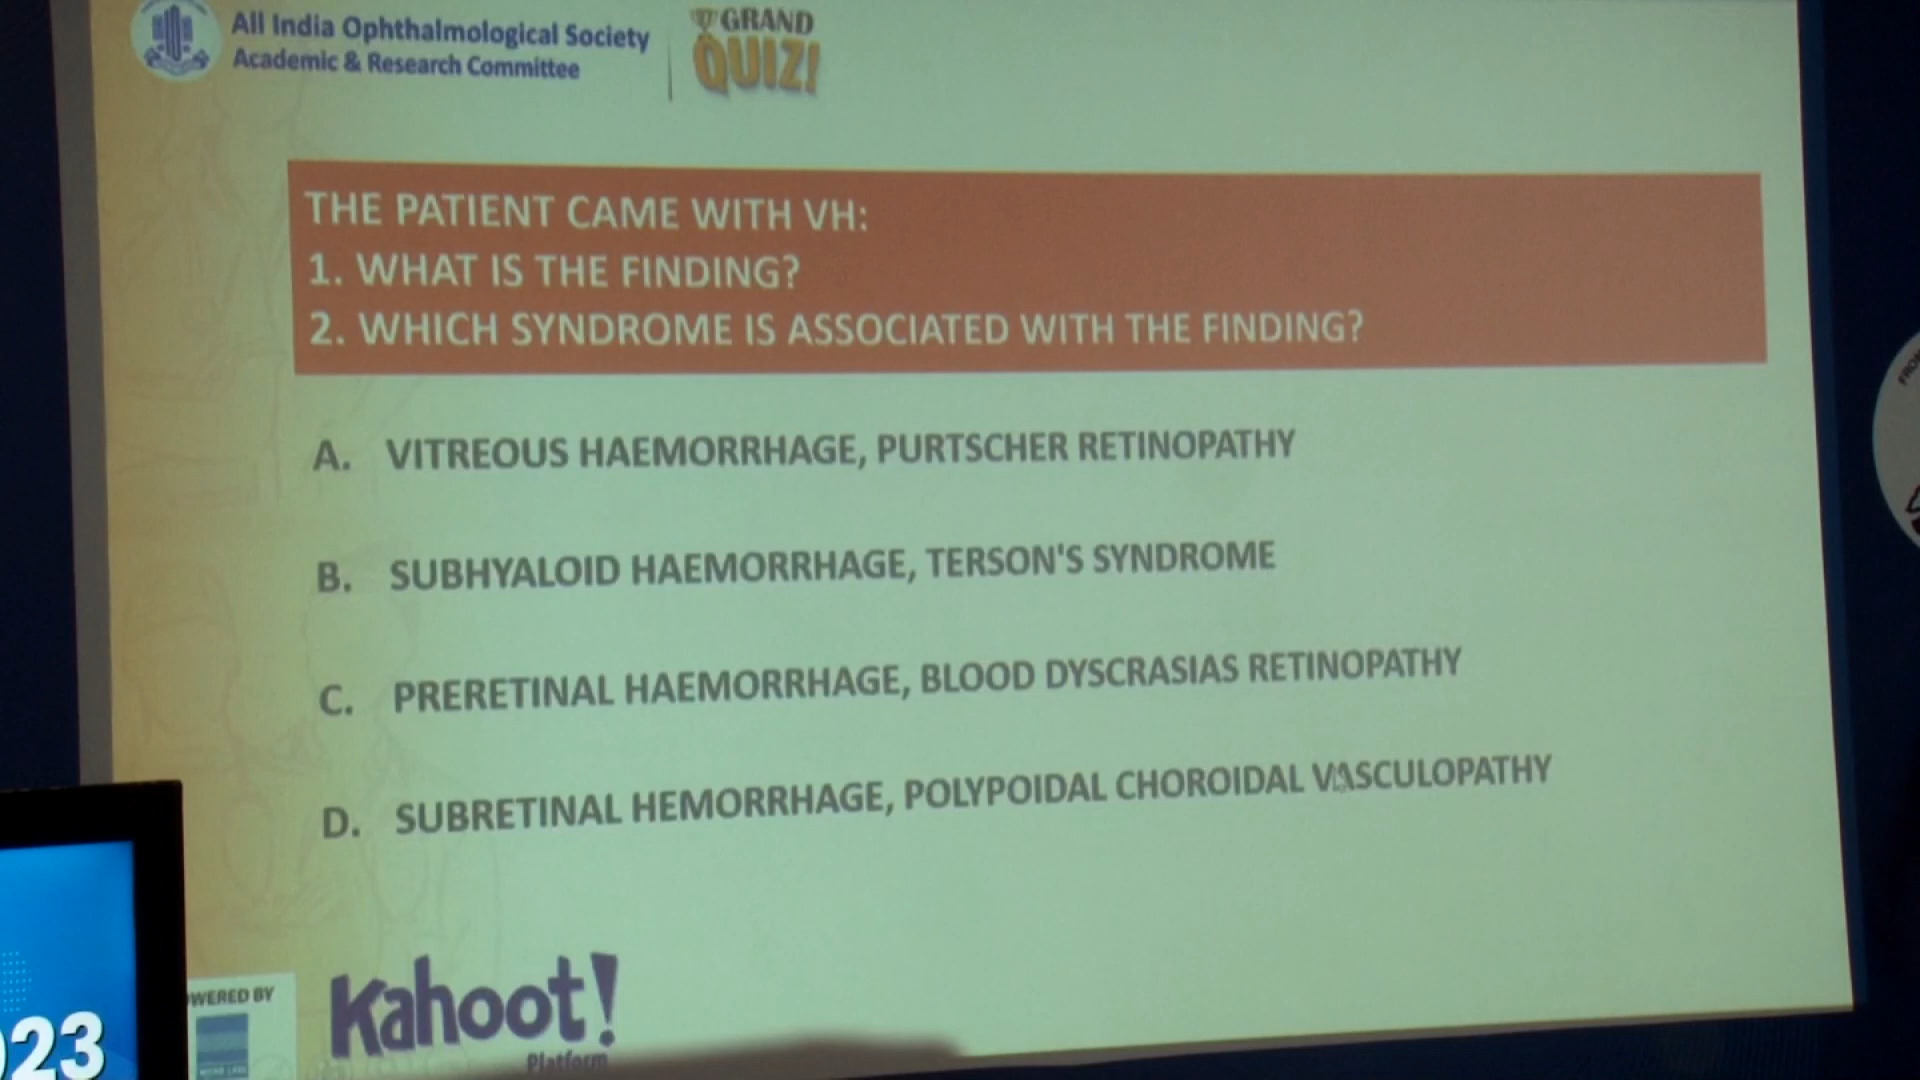 All India Ophthalmological Society
Academic & Research Committee
GRAND
QUIZ!
THE PATIENT CAME WITH VH:
1. WHAT IS THE FINDING?
2. WHICH SYNDROME IS ASSOCIATED WITH THE FINDING?
A. VITREOUS HAEMORRHAGE, PURTSCHER RETINOPATHY
B. SUBHYALOID HAEMORRHAGE, TERSON'S SYNDROME
C. PRERETINAL HAEMORRHAGE, BLOOD DYSCRASIAS RETINOPATHY
D. SUBRETINAL HEMORRHAGE, POLYPOIDAL CHOROIDAL VASCULOPATHY
WERED BY
Kahoot!
Platform
23